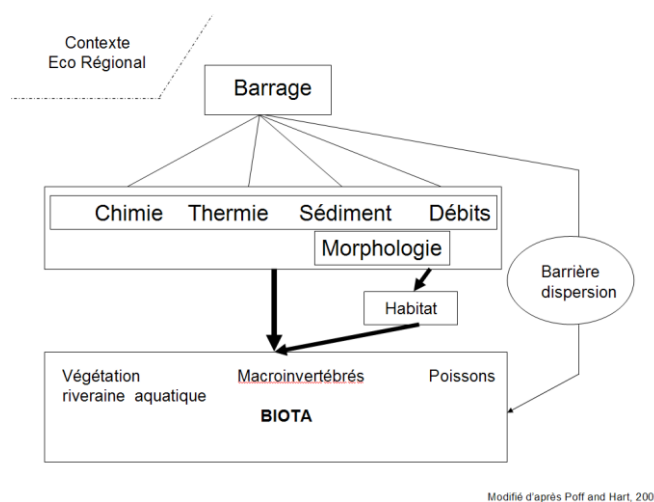 Contexte
Eco Régional
Barrage
Chimie Thermie Sédiment Débits
Morphologie
Barrière
dispersion
Habitat
Végétation Macroinvertébrés Poissons
riveraine aquatique
BIOTA
Modifié d'après Poff and Hart, 200